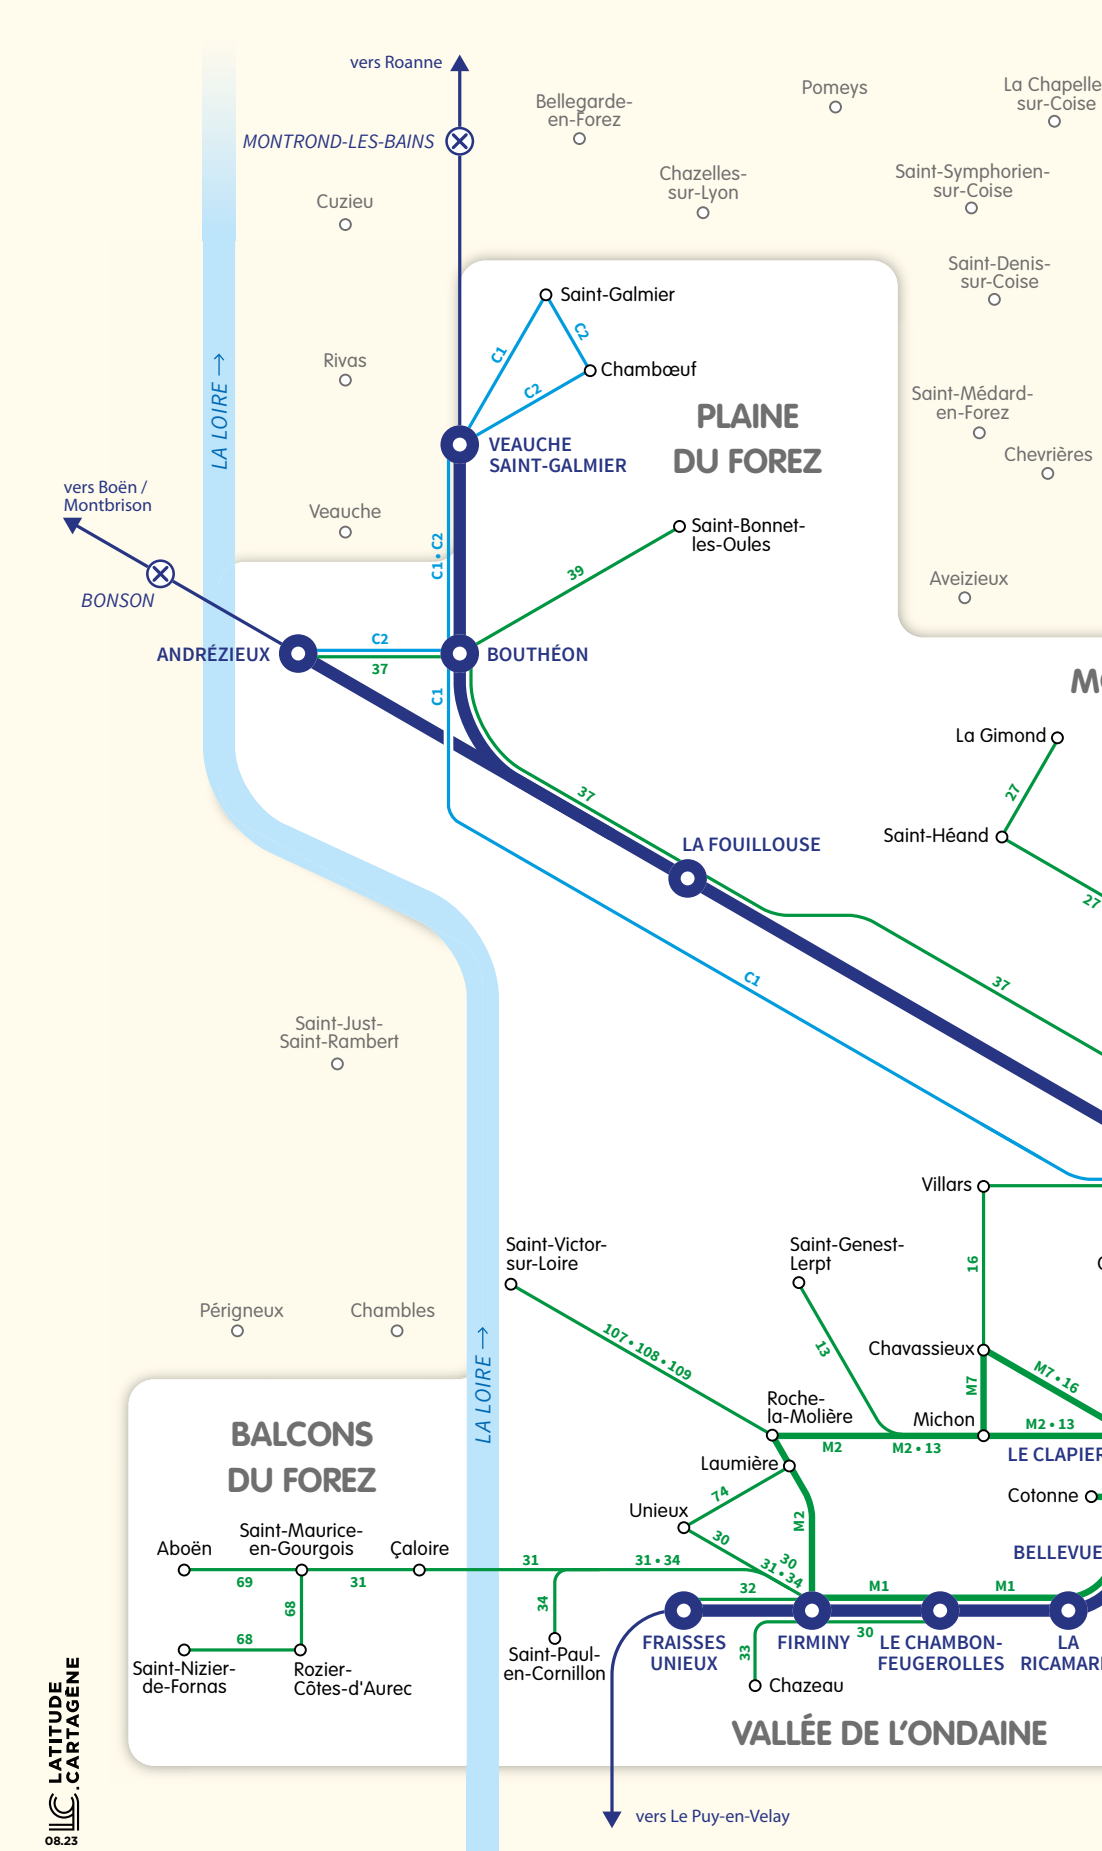 vers Roanne
MONTROND-LES-BAINS
Bellegarde-
en-Forez
Pomeys
La Chapelle
sur-Coise
Chazelles-
sur-Lyon
Saint-Symphorien-
sur-Coise
Cuzieu
Saint-Denis-
sur-Coise
Saint-Galmier
C1
C2
Chambœuf
C2
LA LOIRE →
Rivas
PLAINE
DU FOREZ
Saint-Médard-
en-Forez
Chevrières
VEAUCHE
SAINT-GALMIER
vers Boën /
Montbrison
Veauche
C1 • C2
Saint-Bonnet-
les-Oules
39
BONSON
Aveizieux
ANDRÉZIEUX
C2
37
BOUTHÉON
C1
La Gimond
27
Saint-Héand
27
37
LA FOUILLOUSE
C1
37
Saint-Just-
Saint-Rambert
Villars
16
Saint-Victor-
sur-Loire
Saint-Genest-
Lerpt
Périgneux
Chambles
107 • 108 • 109
13
Chavassieux
M7
M7 • 16
LA LOIRE →
Roche-
la-Molière
Michon
M2
M2 • 13
M2 • 13
LE CLAPIER
BALCONS
DU FOREZ
Laumière
74
Cotonne
Unieux
30
M2
BELLEVUE
Aboën
Saint-Maurice-
en-Gourgois
Çaloire
69
31
31
31 • 34
30
31 • 34
68
68
34
32
M1
M1
Saint-Nizier-
de-Fornas
Rozier-
Côtes-d'Aurec
Saint-Paul-
en-Cornillon
FRAISSES
UNIEUX
FIRMINY
30
LE CHAMBON-
FEUGEROLLES
LA
33
Chazeau
VALLÉE DE L'ONDAINE
vers Le Puy-en-Velay
LATITUDE
.CARTAGÈNE
LC
08.23